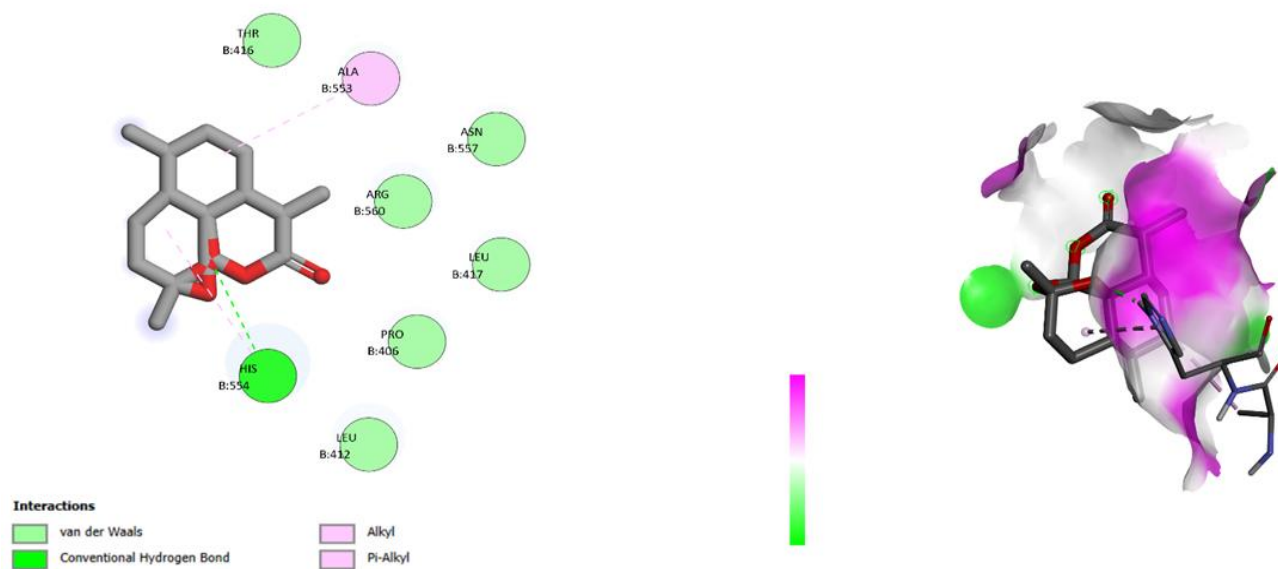 THR
B:416
ALA
B:553
ASN
B:557
ARG
B:560
LEU
B:417
PRO
B:406
HIS
B:554
LEU
B:412
Interactions
van der Waals
Conventional Hydrogen Bond
Alkyl
Pi-Alkyl